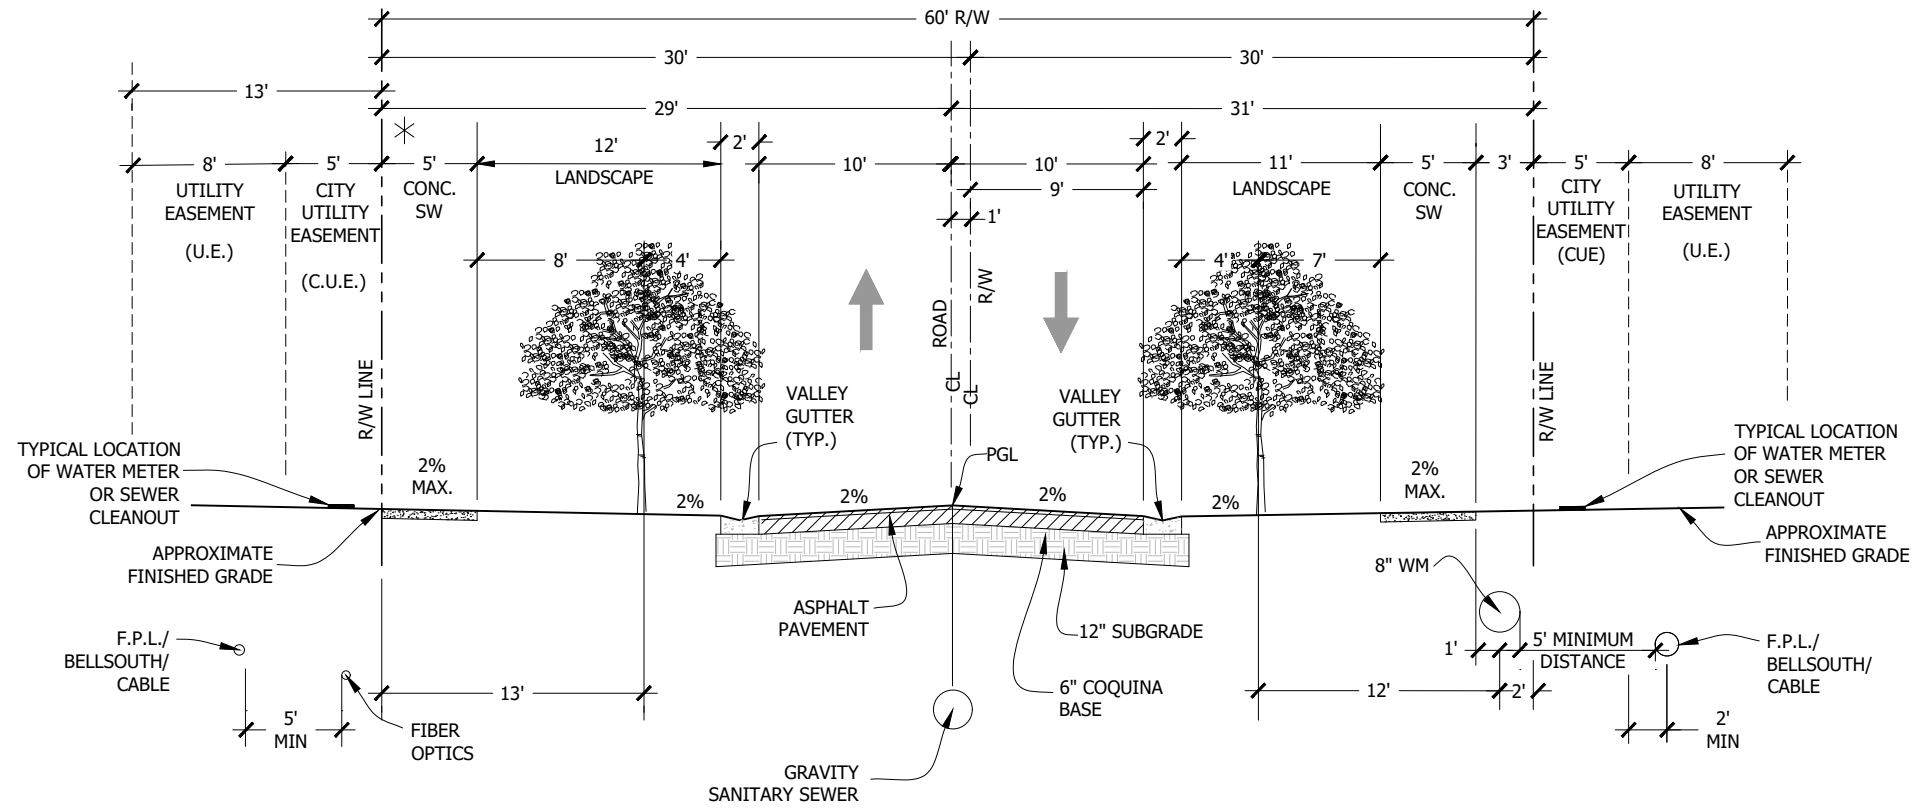 60' R/W
30'
30'
13'
29'
31'
2'
2'
8'
5'
5'
12'
10'
10'
11'
5'
3'
5'
8'
UTILITY
EASEMENT
(U.E.)
CITY
UTILITY
EASEMENT
(C.U.E.)
CONC.
SW
LANDSCAPE
9'
1'
LANDSCAPE
CONC.
SW
CITY
UTILITY
EASEMENT
(CUE)
UTILITY
EASEMENT
(U.E.)
8'
4'
4'
7'
ROAD
CL
R/W
CL
R/W LINE
R/W LINE
VALLEY
GUTTER
(TYP.)
VALLEY
GUTTER
(TYP.)
PGL
TYPICAL LOCATION
OF WATER METER
OR SEWER
CLEANOUT
2%
MAX.
2%
2%
2%
2%
2%
MAX.
TYPICAL LOCATION
OF WATER METER
OR SEWER
CLEANOUT
APPROXIMATE
FINISHED GRADE
APPROXIMATE
FINISHED GRADE
8" WM
ASPHALT
PAVEMENT
12" SUBGRADE
F.P.L./
BELLSOUTH/
CABLE
1'
5' MINIMUM
DISTANCE
F.P.L./
BELLSOUTH/
CABLE
13'
6" COQUINA
BASE
12'
2'
5'
MIN
FIBER
OPTICS
2'
MIN
GRAVITY
SANITARY SEWER